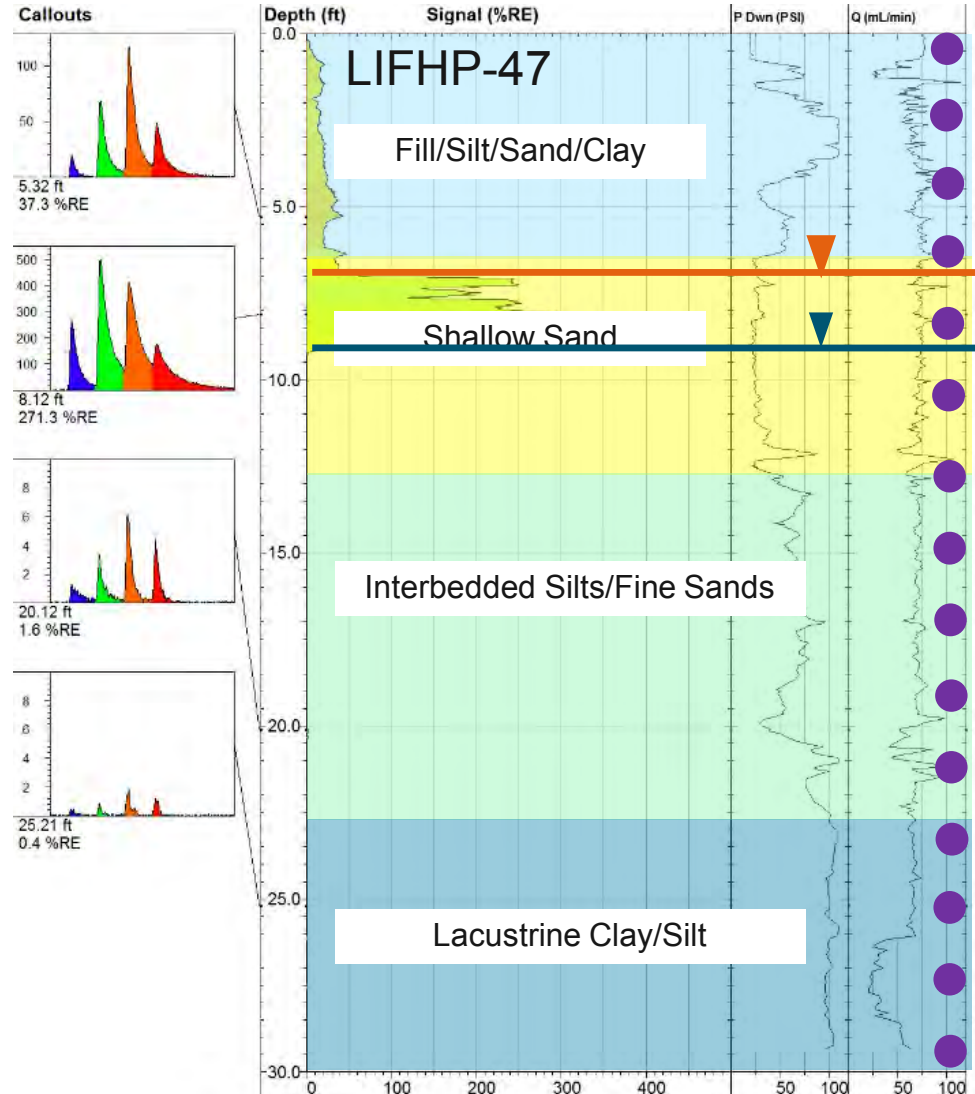 Callouts
Depth (ft)
Signal (%RE)
P Dwn (PSI)
Q (mL/min)
LIFHP-47
100
50
5.32 ft
37.3 %RE
500
400
300
200
100
8.12 ft
271.3 %RE
8
6
4
2
20.12 ft
1.6 %RE
8
6
4
2
25.21 ft
0.4 %RE
0.0
5.0
10.0
15.0
20.0
25.0
30.0
Fill/Silt/Sand/Clay
Shallow Sand
Interbedded Silts/Fine Sands
Lacustrine Clay/Silt
0
100
200
300
400
50
100
50
100